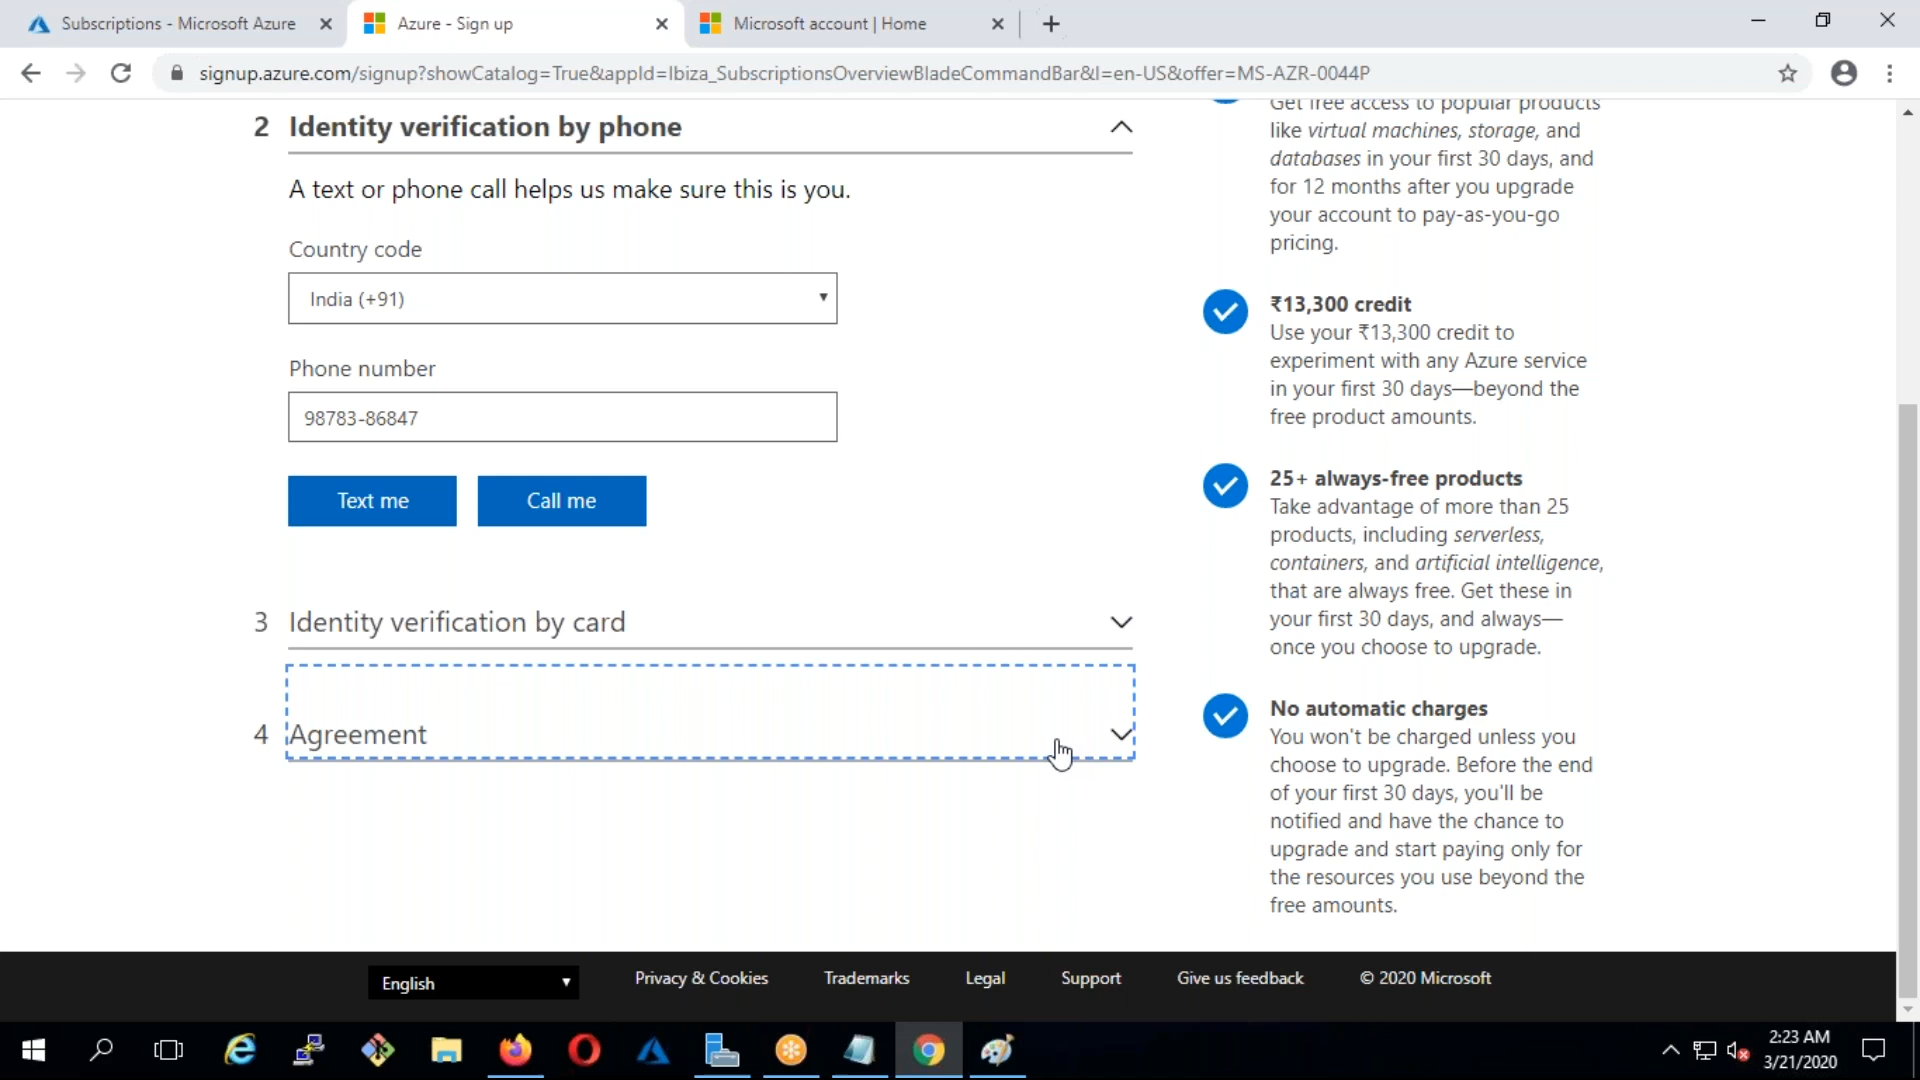 Subscriptions - Microsoft Azure
Azure - Sign up
Microsoft account | Home
signup.azure.com/signup?showCatalog=True&appId=Ibiza_SubscriptionsOverviewBladeCommandBar&l=en-US&offer=MS-AZR-0044P
2 Identity verification by phone
A text or phone call helps us make sure this is you.
Country code
India (+91)
Phone number
98783-86847
Text me
Call me
3 Identity verification by card
4 Agreement
Get free access to popular products
like virtual machines, storage, and
databases in your first 30 days, and
for 12 months after you upgrade
your account to pay-as-you-go
pricing.
₹13,300 credit
Use your ₹13,300 credit to
experiment with any Azure service
in your first 30 days—beyond the
free product amounts.
25+ always-free products
Take advantage of more than 25
products, including serverless,
containers, and artificial intelligence,
that are always free. Get these in
your first 30 days, and always—
once you choose to upgrade.
No automatic charges
You won't be charged unless you
choose to upgrade. Before the end
of your first 30 days, you'll be
notified and have the chance to
upgrade and start paying only for
the resources you use beyond the
free amounts.
English
Privacy & Cookies
Trademarks
Legal
Support
Give us feedback
© 2020 Microsoft
2:23 AM
3/21/2020